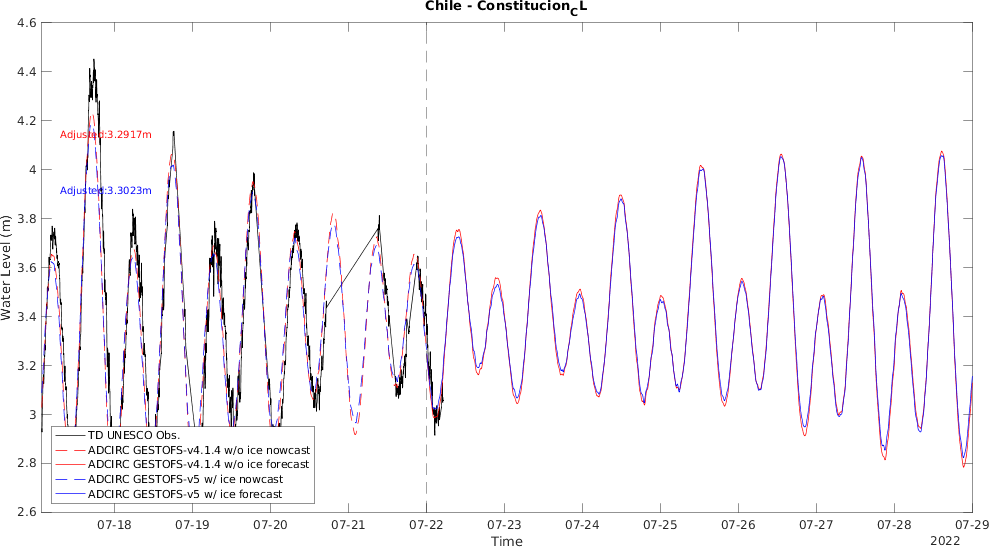 Chile - Constitucion_CL
4.6
4.4
4.2
4
3.8
3.6
3.4
3.2
3
2.8
2.6
Water Level (m)
Adjusted:3.2917m
Adjusted:3.3023m
TD UNESCO Obs.
ADCIRC GESTOFS-v4.1.4 w/o ice nowcast
ADCIRC GESTOFS-v4.1.4 w/o ice forecast
ADCIRC GESTOFS-v5 w/ ice nowcast
ADCIRC GESTOFS-v5 w/ ice forecast
07-18 07-19 07-20 07-21 07-22 07-23 07-24 07-25 07-26 07-27 07-28 07-29
Time
2022